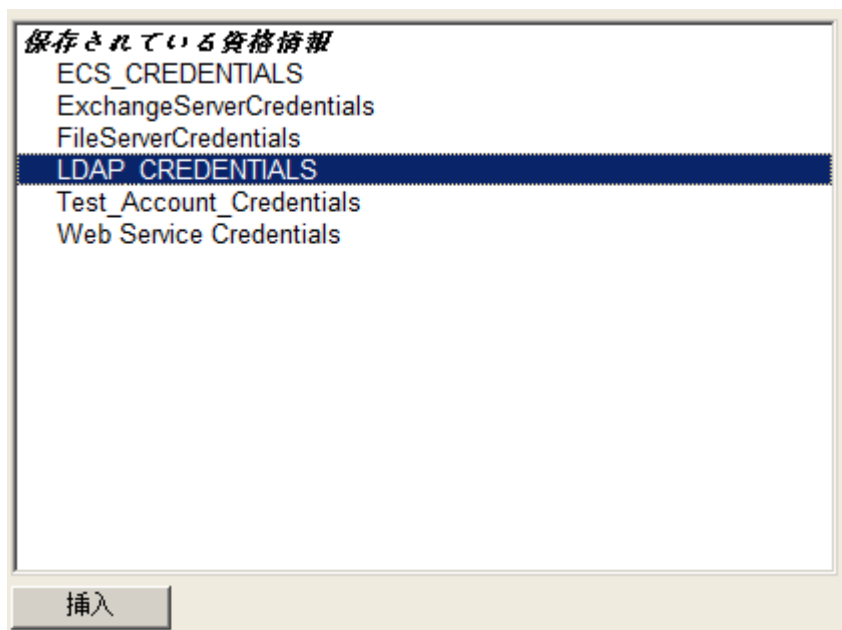 保存されている資格情報
ECS_CREDENTIALS
ExchangeServerCredentials
FileServerCredentials
LDAP_CREDENTIALS
Test_Account_Credentials
Web Service Credentials
挿入